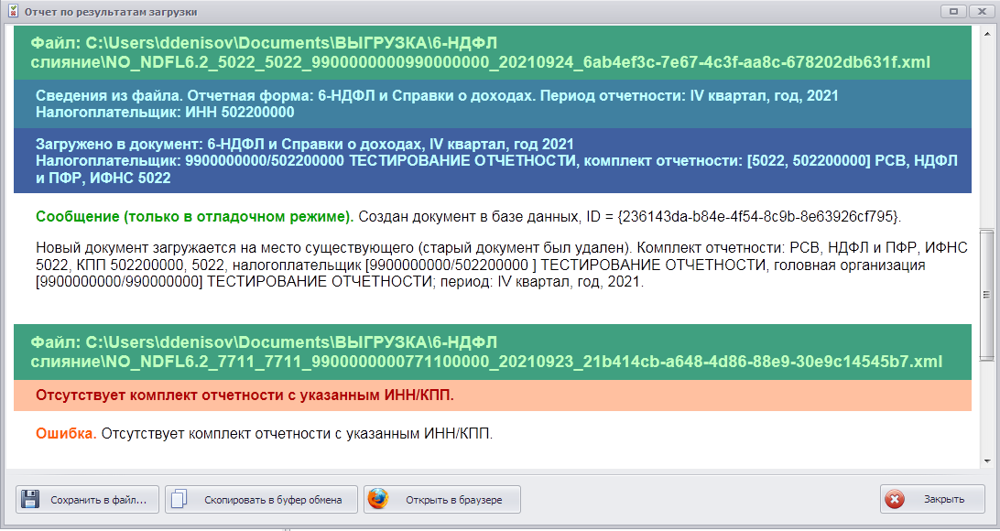 Отчет по результатам загрузки
Файл: C:\Users\ddenisov\Documents\ВЫГРУЗКА\6-НДФЛ
слияние\NO_NDFL6.2_5022_5022_9900000000990000000_20210924_6ab4ef3c-7e67-4c3f-aa8c-678202db631f.xml
Сведения из файла. Отчетная форма: 6-НДФЛ и Справки о доходах. Период отчетности: IV квартал, год, 2021
Налогоплательщик: ИНН 502200000
Загружено в документ: 6-НДФЛ и Справки о доходах, IV квартал, год 2021
Налогоплательщик: 9900000000/502200000 ТЕСТИРОВАНИЕ ОТЧЕТНОСТИ, комплект отчетности: [5022, 502200000] РСВ, НДФЛ
и ПФР, ИФНС 5022
Сообщение (только в отладочном режиме). Создан документ в базе данных, ID = {236143da-b84e-4f54-8c9b-8e63926cf795}.
Новый документ загружается на место существующего (старый документ был удален). Комплект отчетности: РСВ, НДФЛ и ПФР, ИФНС
5022, КПП 502200000, 5022, налогоплательщик [9900000000/502200000 ] ТЕСТИРОВАНИЕ ОТЧЕТНОСТИ, головная организация
[9900000000/990000000] ТЕСТИРОВАНИЕ ОТЧЕТНОСТИ; период: IV квартал, год, 2021.
Файл: C:\Users\ddenisov\Documents\ВЫГРУЗКА\6-НДФЛ
слияние\NO_NDFL6.2_7711_7711_9900000000771100000_20210923_21b414cb-a648-4d86-88e9-30e9c14545b7.xml
Отсутствует комплект отчетности с указанным ИНН/КПП.
Ошибка. Отсутствует комплект отчетности с указанным ИНН/КПП.
Сохранить в файл... Скопировать в буфер обмена Открыть в браузере Закрыть